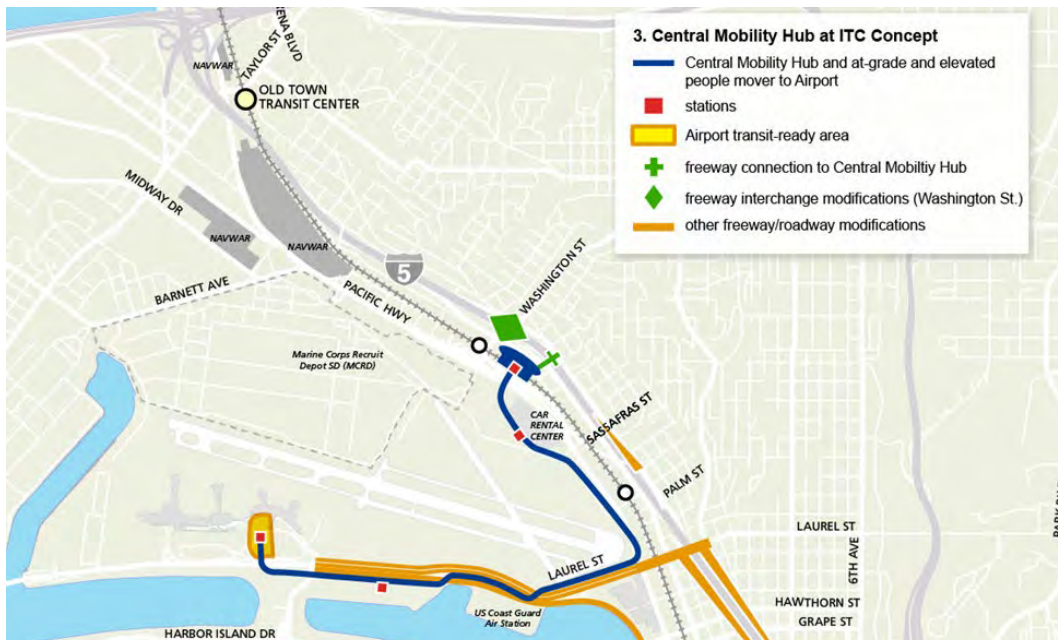 3. Central Mobility Hub at ITC Concept
Central Mobility Hub and at-grade and elevated
people mover to Airport
stations
Airport transit-ready area
freeway connection to Central Mobiltiy Hub
freeway interchange modifications (Washington St.)
other freeway/roadway modifications
TAYLOR ST
NAVWAR
OLD TOWN
TRANSIT CENTER
MIDWAY DR
NAVWAR
NAVWAR
5
WASHINGTON ST
BARNETT AVE
PACIFIC HWY
Marine Corps Recruit
Depot SD (MCRD)
CAR
RENTAL
CENTER
SASSAFRAS ST
PALM ST
LAUREL ST
6TH AVE
LAUREL ST
HAWTHORN ST
GRAPE ST
US Coast Guard
Air Station
HARBOR ISLAND DR